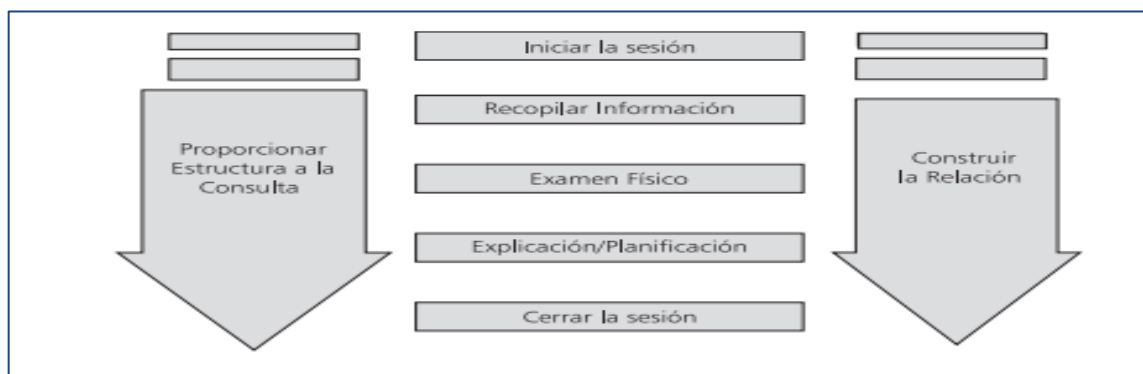 Iniciar la sesión
Recopilar Información
Proporcionar
Estructura a la
Consulta
Examen Físico
Construir
la Relación
Explicación/Planificación
Cerrar la sesión